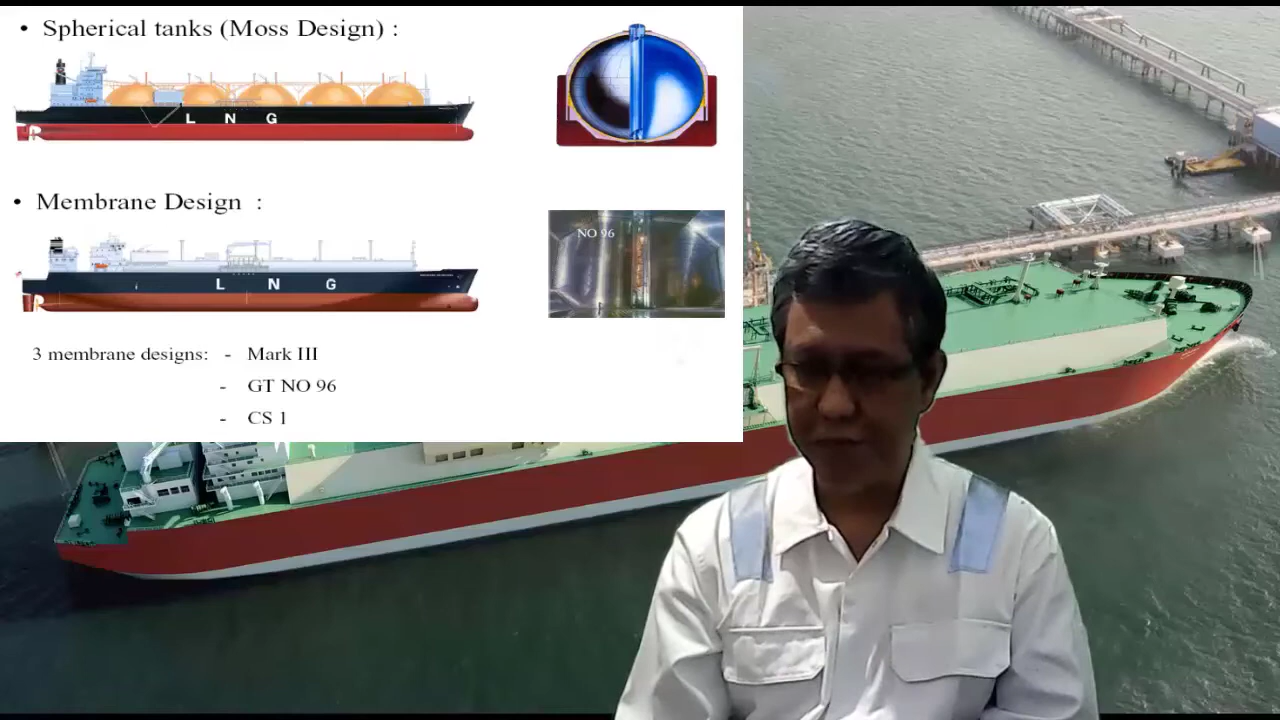 • Spherical tanks (Moss Design) :
L N G
• Membrane Design :
NO 96
L N G
3 membrane designs: - Mark III
- GT NO 96
- CS 1